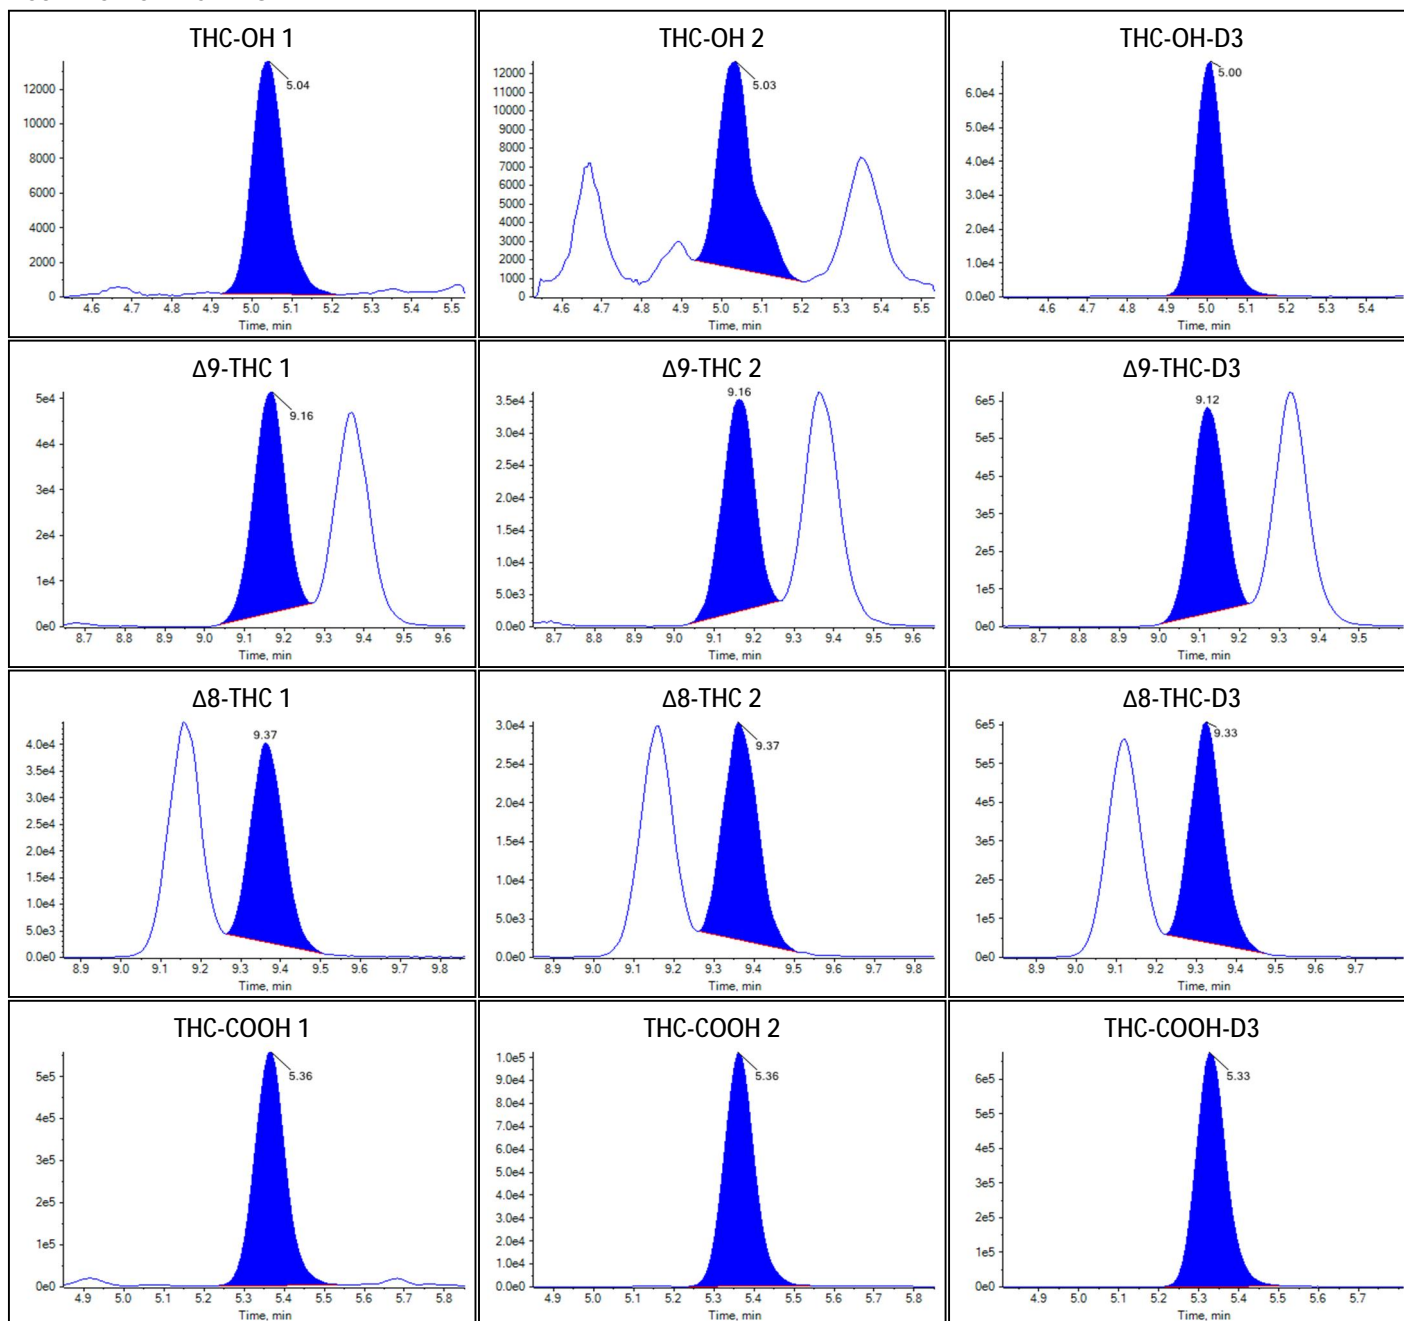 THC-OH 1
5.04
12000
10000
8000
6000
4000
2000
0
4.6 4.7 4.8 4.9 5.0 5.1 5.2 5.3 5.4 5.5
Time, min
THC-OH 2
5.03
12000
11000
10000
9000
8000
7000
6000
5000
4000
3000
2000
1000
0
4.6 4.7 4.8 4.9 5.0 5.1 5.2 5.3 5.4 5.5
Time, min
THC-OH-D3
5.00
6.0e4
5.0e4
4.0e4
3.0e4
2.0e4
1.0e4
0.0e0
4.6 4.7 4.8 4.9 5.0 5.1 5.2 5.3 5.4
Time, min
Δ9-THC 1
9.16
5e4
4e4
3e4
2e4
1e4
0e0
8.7 8.8 8.9 9.0 9.1 9.2 9.3 9.4 9.5 9.6
Time, min
Δ9-THC 2
9.16
3.5e4
3.0e4
2.5e4
2.0e4
1.5e4
1.0e4
5.0e3
0.0e0
8.7 8.8 8.9 9.0 9.1 9.2 9.3 9.4 9.5 9.6
Time, min
Δ9-THC-D3
9.12
6e5
5e5
4e5
3e5
2e5
1e5
0e0
8.7 8.8 8.9 9.0 9.1 9.2 9.3 9.4 9.5
Time, min
Δ8-THC 1
9.37
4.0e4
3.5e4
3.0e4
2.5e4
2.0e4
1.5e4
1.0e4
5.0e3
0.0e0
8.9 9.0 9.1 9.2 9.3 9.4 9.5 9.6 9.7 9.8
Time, min
Δ8-THC 2
9.37
3.0e4
2.5e4
2.0e4
1.5e4
1.0e4
5.0e3
0.0e0
8.9 9.0 9.1 9.2 9.3 9.4 9.5 9.6 9.7 9.8
Time, min
Δ8-THC-D3
9.33
6e5
5e5
4e5
3e5
2e5
1e5
0e0
8.9 9.0 9.1 9.2 9.3 9.4 9.5 9.6 9.7
Time, min
THC-COOH 1
5.36
5e5
4e5
3e5
2e5
1e5
0e0
4.9 5.0 5.1 5.2 5.3 5.4 5.5 5.6 5.7 5.8
Time, min
THC-COOH 2
5.36
1.0e5
9.0e4
8.0e4
7.0e4
6.0e4
5.0e4
4.0e4
3.0e4
2.0e4
1.0e4
0.0e0
4.9 5.0 5.1 5.2 5.3 5.4 5.5 5.6 5.7 5.8
Time, min
THC-COOH-D3
5.33
6e5
5e5
4e5
3e5
2e5
1e5
0e0
4.9 5.0 5.1 5.2 5.3 5.4 5.5 5.6 5.7
Time, min